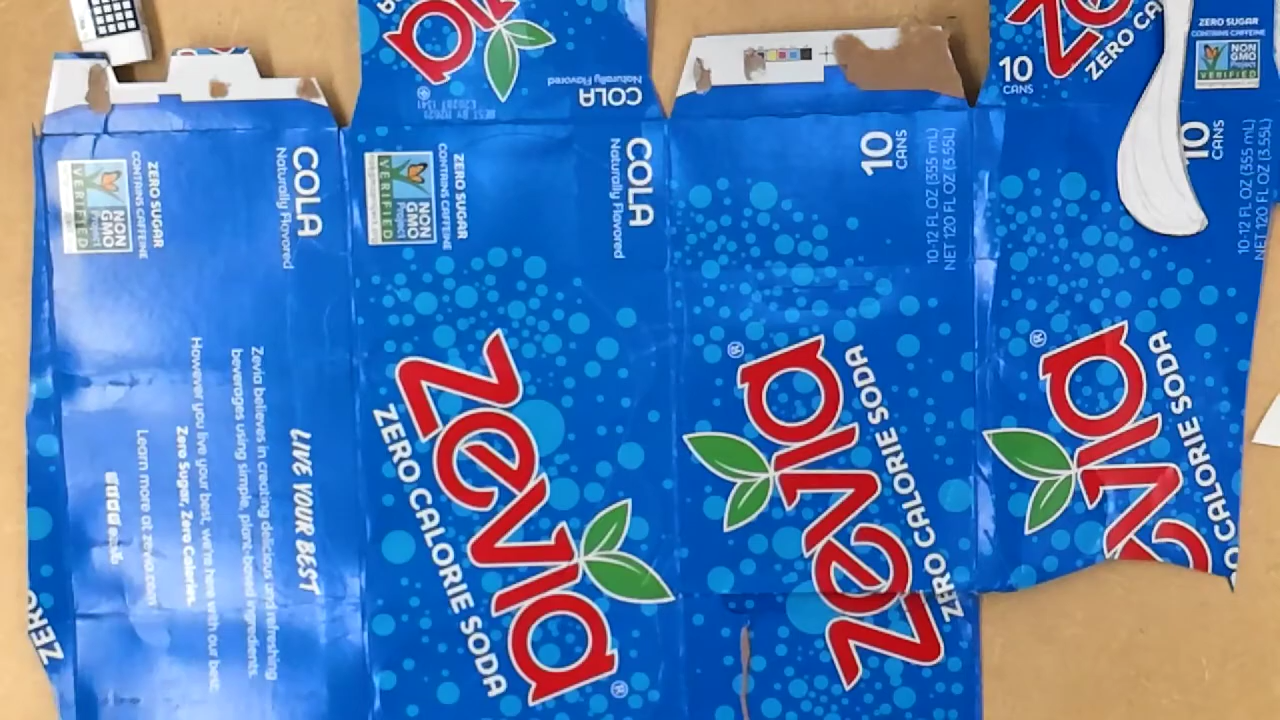 COLA
Naturally Flavored
ZERO SUGAR
CONTAINS CAFFEINE
NON
GMO
Project
VERIFIED
LIVE YOUR BEST
Zevia believes in creating delicious and refreshing
beverages using simple, plant-based ingredients.
However you live your best, we're here with our best:
Zero Sugar, Zero Calories.
Learn more at zevia.com
ZERO
zevia
COLA
Naturally Flavored
BEST BY
COLA
Naturally Flavored
ZERO SUGAR
CONTAINS CAFFEINE
NON
GMO
Project
VERIFIED
zevia®
ZERO CALORIE SODA
10
CANS
10-12 FL OZ (355 mL)
NET 120 FL OZ (3.55L)
zevia®
ZERO CALORIE SODA
10
CANS
ZERO CA
ZERO SUGAR
CONTAINS CAFFEINE
NON
GMO
Project
VERIFIED
10
CANS
10-12 FL OZ (355 mL)
NET 120 FL OZ (3.55L)
zevia®
O CALORIE SODA